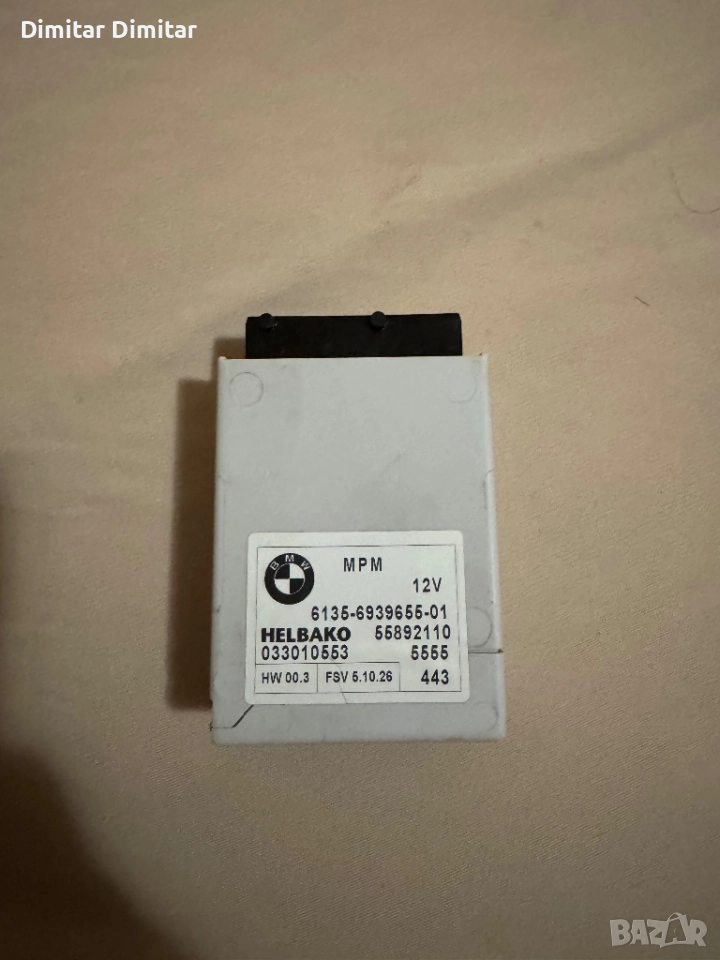 Dimitar Dimitar
BMW
MPM
12V
6135-6939655-01
HELBAKO 55892110
033010553 5555
HW 00.3 FSV 5.10.26 443
BAZAR